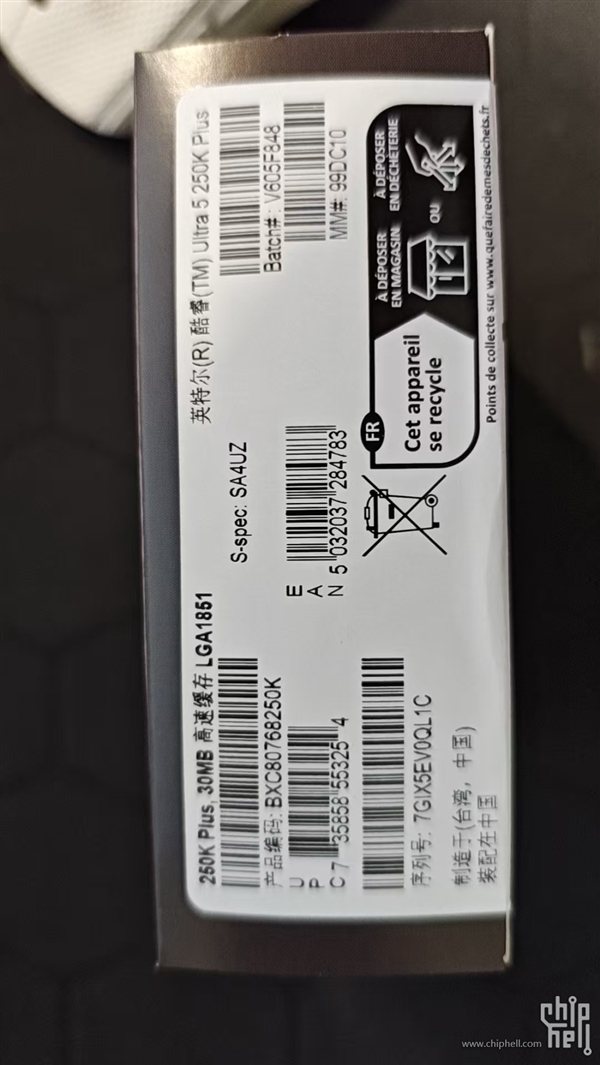 250K Plus, 30MB 高速缓存 LGA1851
产品编码: BXC80768250K
U
P
C 7 35858 55325 4
序列号: 7GIX5EV0QL1C
制造于(台湾, 中国)
装配在中国
英特尔(R) 酷睿(TM) Ultra 5 250K Plus
S-spec: SA4UZ
Batch#: V605F848
MM#: 99DC10
E
A
N 5 032037 284783
FR
Cet appareil
se recycle
À DÉPOSER
EN MAGASIN
OU
À DÉPOSER
EN DÉCHÈTERIE
Points de collecte sur www.quefairedemesdechets.fr
www.chiphell.com
chip
hell